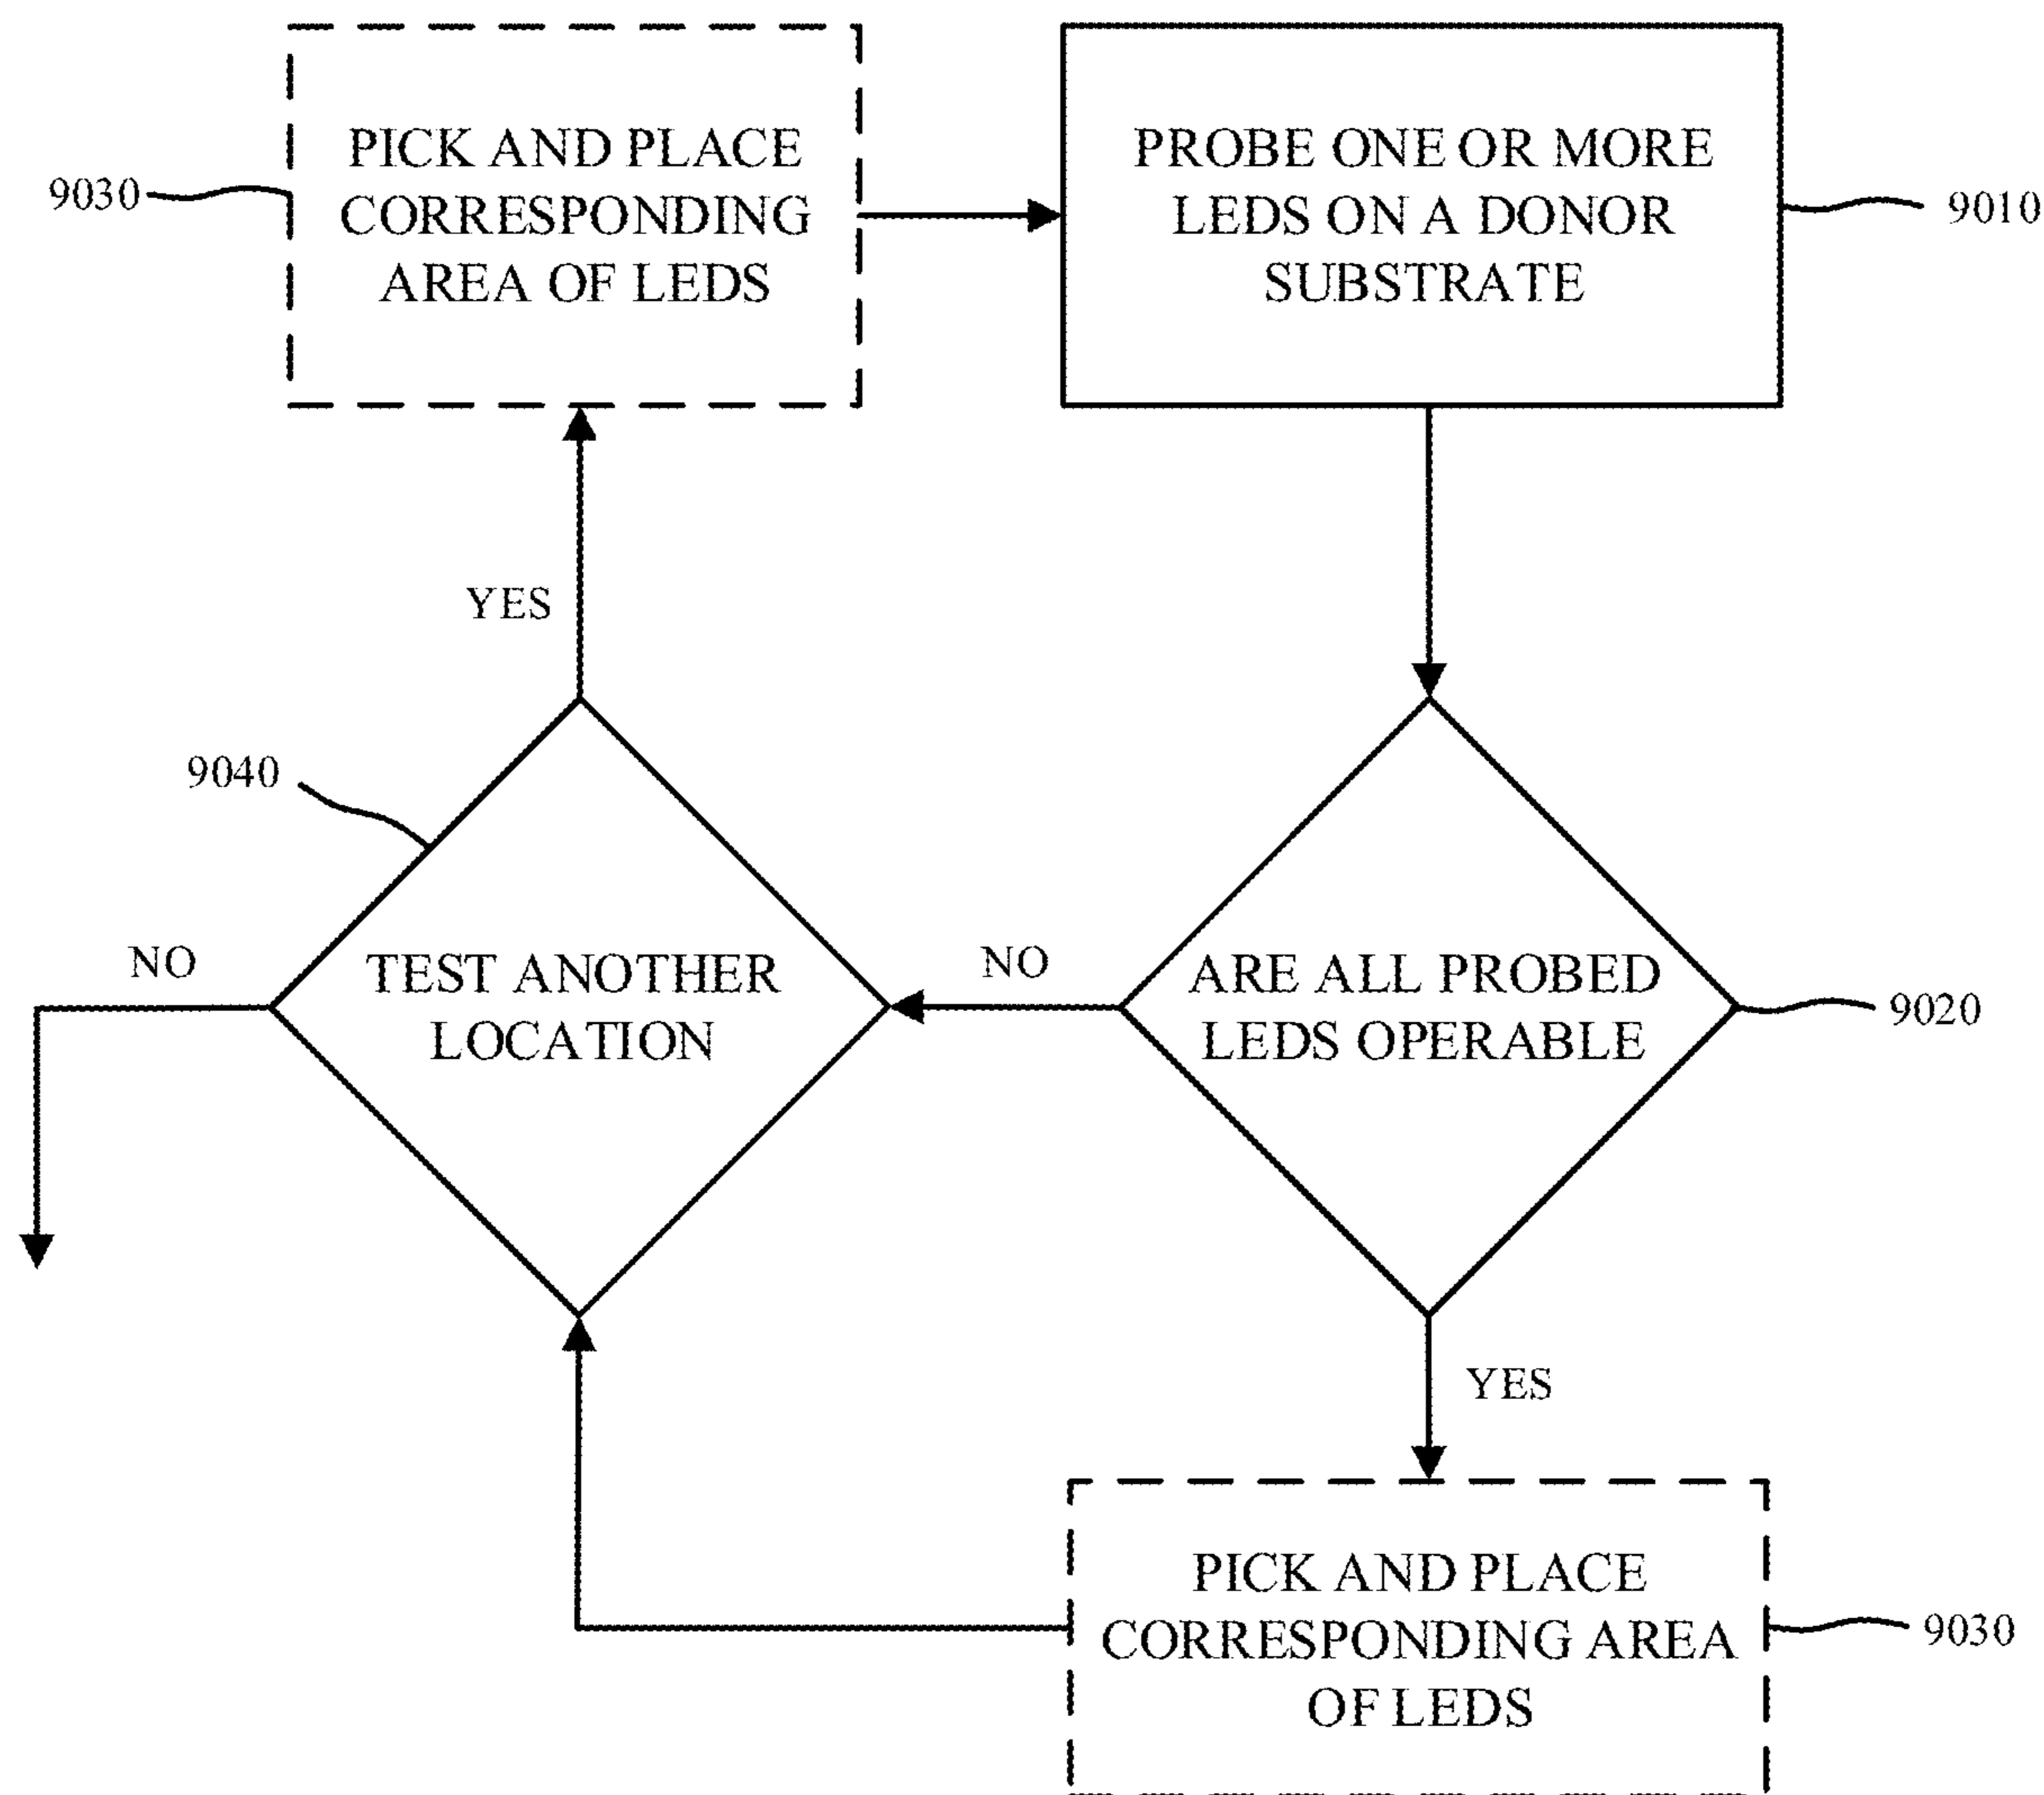 PICK AND PLACE
CORRESPONDING
AREA OF LEDS
9030
PROBE ONE OR MORE
LEDS ON A DONOR
SUBSTRATE
9010
YES
9040
NO
TEST ANOTHER
LOCATION
NO
ARE ALL PROBED
LEDS OPERABLE
9020
YES
PICK AND PLACE
CORRESPONDING AREA
OF LEDS
9030